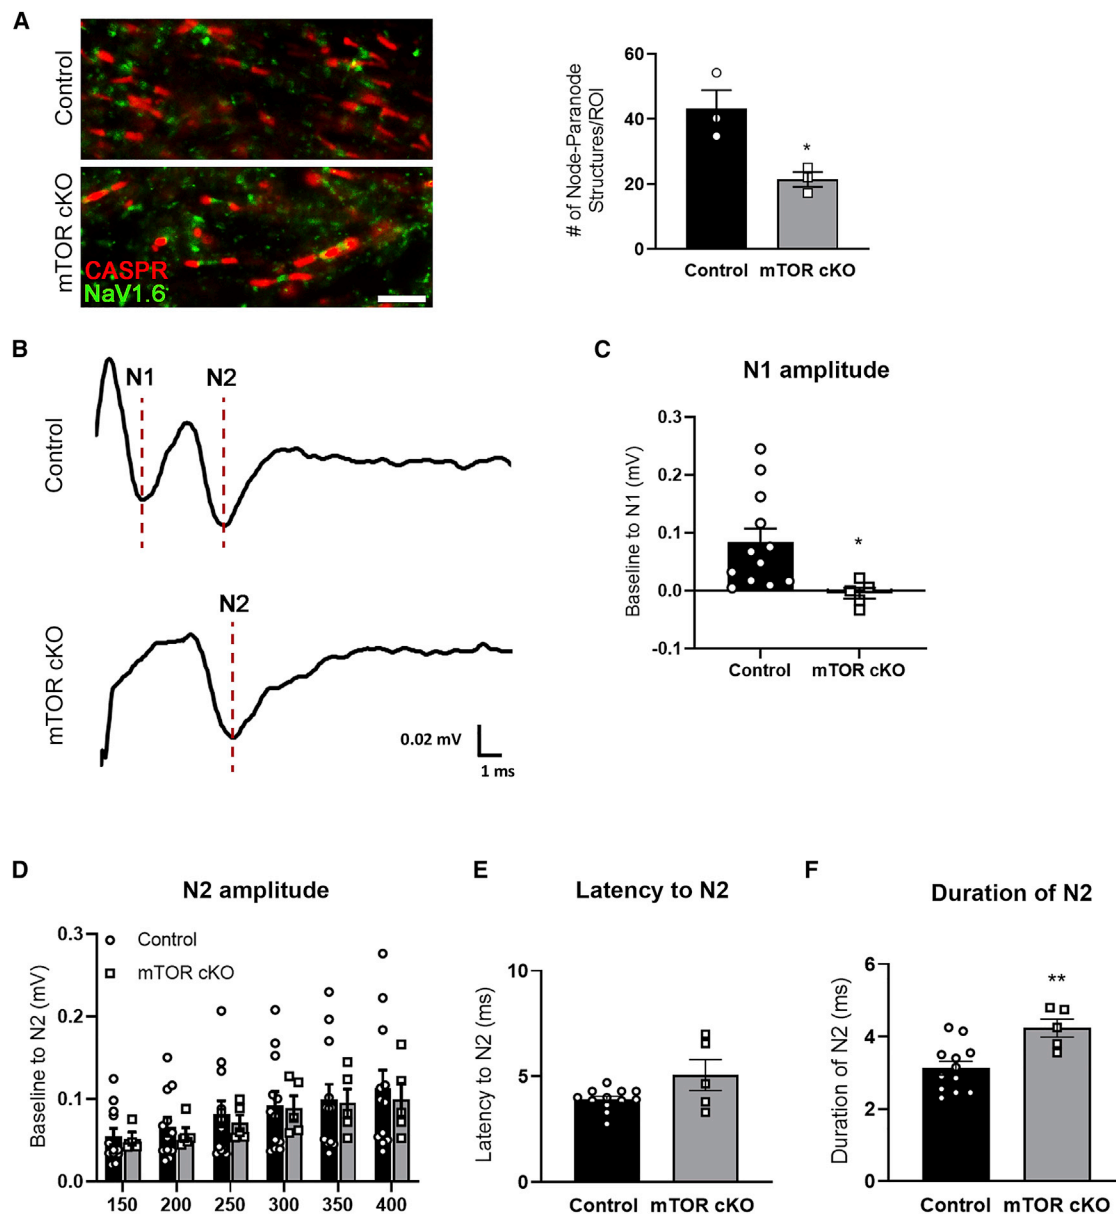 A
Control
mTOR cKO
CASPR
NaV1.6
# of Node-Paranode
Structures/ROI
60
40
20
0
*
Control mTOR cKO
B
Control
N1 N2
mTOR cKO
N2
0.02 mV
1 ms
C
N1 amplitude
Baseline to N1 (mV)
0.3
0.2
0.1
0.0
-0.1
*
Control mTOR cKO
D
N2 amplitude
Baseline to N2 (mV)
0.3
0.2
0.1
0.0
Control
mTOR cKO
150 200 250 300 350 400
E
Latency to N2
Latency to N2 (ms)
10
5
0
Control mTOR cKO
F
Duration of N2
Duration of N2 (ms)
6
4
2
0
**
Control mTOR cKO